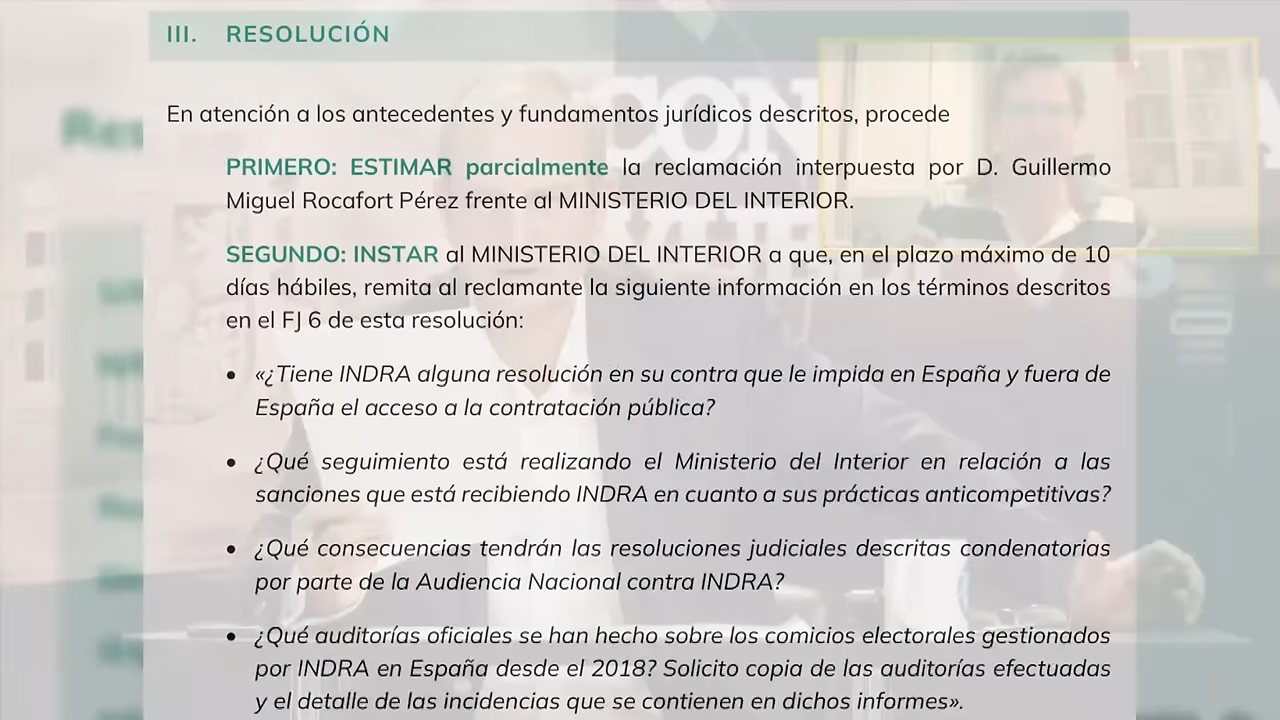 III. RESOLUCIÓN
En atención a los antecedentes y fundamentos jurídicos descritos, procede
PRIMERO: ESTIMAR parcialmente la reclamación interpuesta por D. Guillermo
Miguel Rocafort Pérez frente al MINISTERIO DEL INTERIOR.
SEGUNDO: INSTAR al MINISTERIO DEL INTERIOR a que, en el plazo máximo de 10
días hábiles, remita al reclamante la siguiente información en los términos descritos
en el FJ 6 de esta resolución:
• «¿Tiene INDRA alguna resolución en su contra que le impida en España y fuera de
España el acceso a la contratación pública?
• ¿Qué seguimiento está realizando el Ministerio del Interior en relación a las
sanciones que está recibiendo INDRA en cuanto a sus prácticas anticompetitivas?
• ¿Qué consecuencias tendrán las resoluciones judiciales descritas condenatorias
por parte de la Audiencia Nacional contra INDRA?
• ¿Qué auditorías oficiales se han hecho sobre los comicios electorales gestionados
por INDRA en España desde el 2018? Solicito copia de las auditorías efectuadas
y el detalle de las incidencias que se contienen en dichos informes».